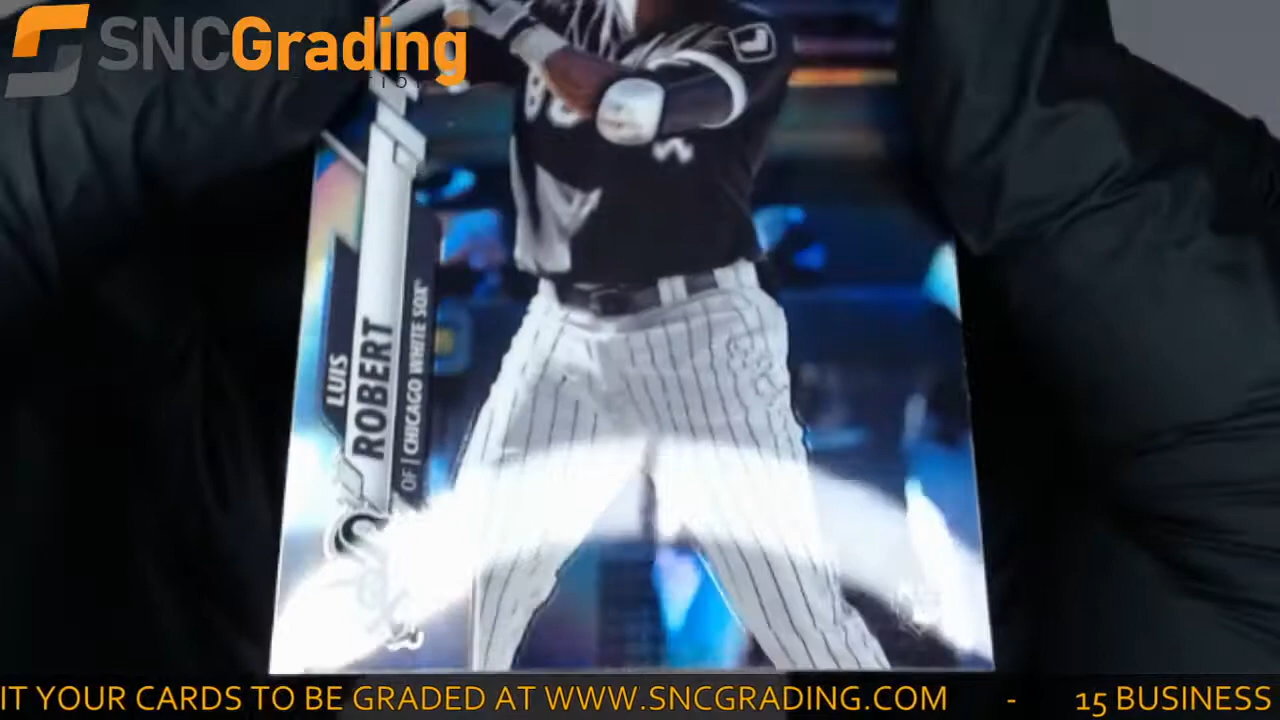 SNCGrading
LUIS
ROBERT
OF | CHICAGO WHITE SOX
IT YOUR CARDS TO BE GRADED AT WWW.SNCGRADING.COM - 15 BUSINESS